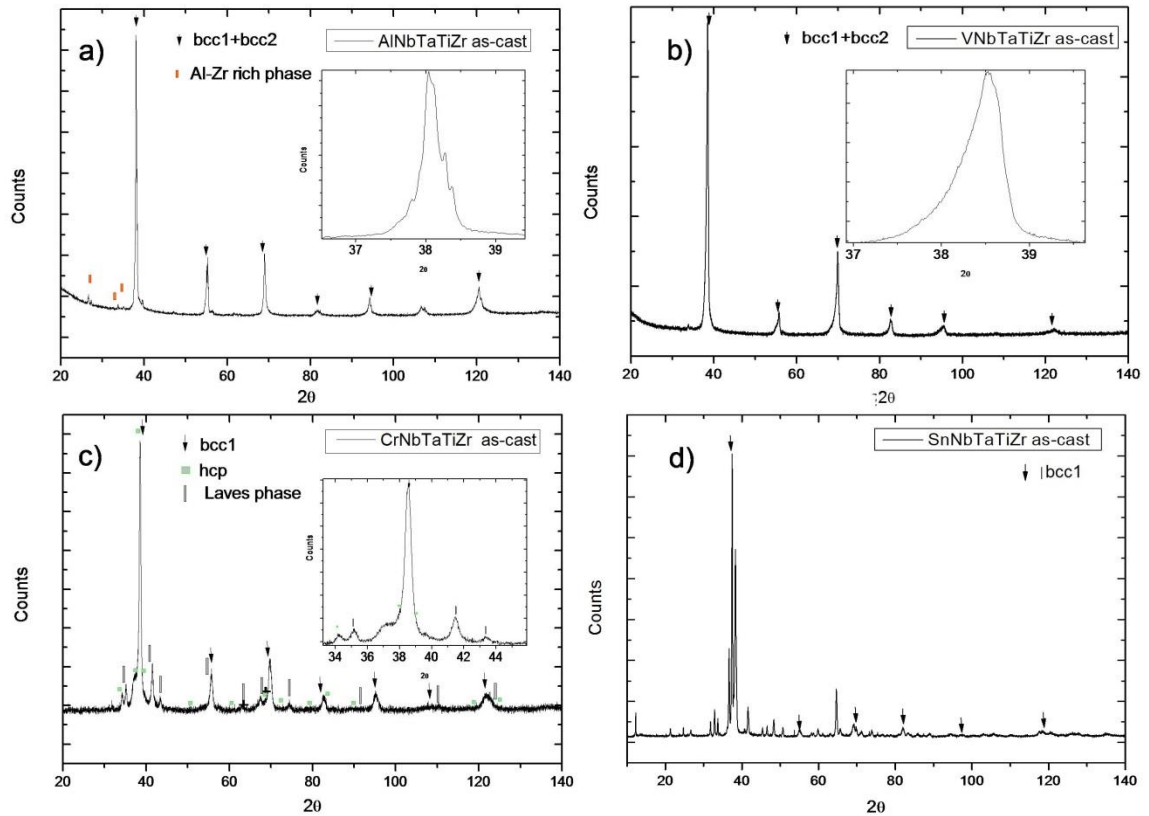 a)
bcc1+bcc2
Al-Zr rich phase
AlNbTaTiZr as-cast
Counts
37 38 39
2θ
Counts
20 40 60 80 100 120 140
2θ
b)
bcc1+bcc2
VNbTaTiZr as-cast
Counts
37 38 39
2θ
Counts
20 40 60 80 100 120 140
2θ
c)
bcc1
hcp
Laves phase
CrNbTaTiZr as-cast
Counts
34 36 38 40 42 44
2θ
Counts
20 40 60 80 100 120 140
2θ
d)
SnNbTaTiZr as-cast
bcc1
Counts
20 40 60 80 100 120 140
2θ